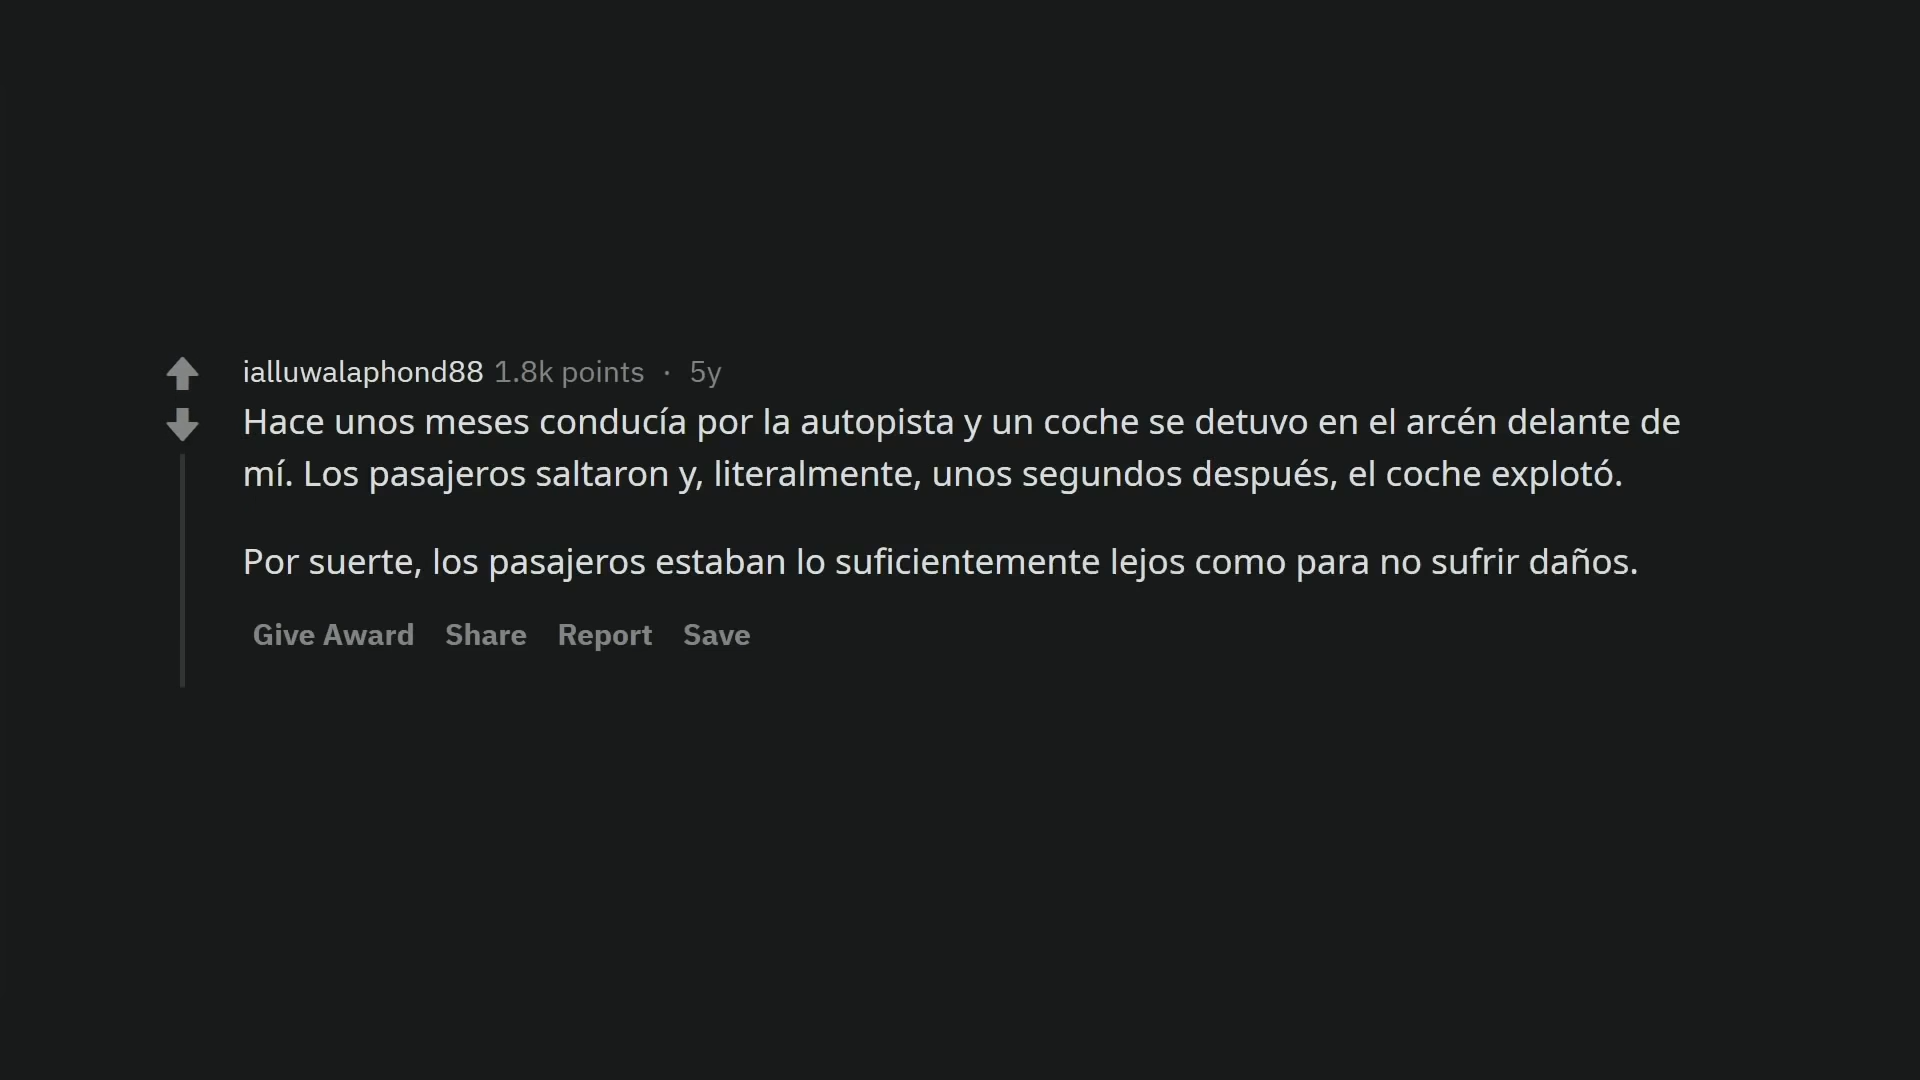 ialluwalaphond88 1.8k points · 5y
Hace unos meses conducía por la autopista y un coche se detuvo en el arcén delante de
mí. Los pasajeros saltaron y, literalmente, unos segundos después, el coche explotó.
Por suerte, los pasajeros estaban lo suficientemente lejos como para no sufrir daños.
Give Award Share Report Save